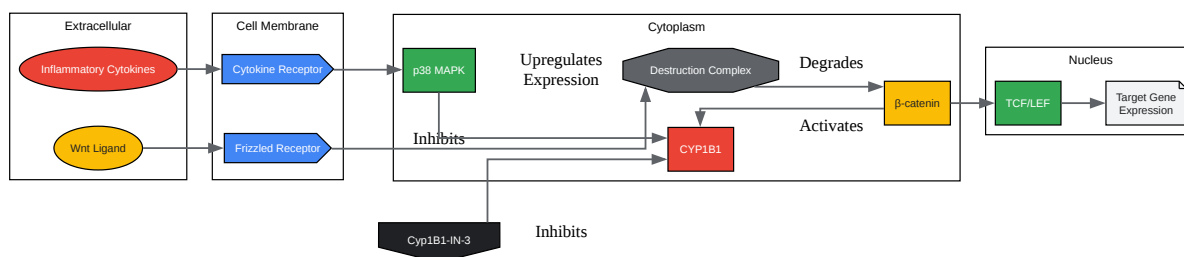 Extracellular
Cell Membrane
Cytoplasm
Nucleus
Inflammatory Cytokines
Cytokine Receptor
p38 MAPK
Upregulates
Expression
Destruction Complex
Degrades
β-catenin
TCF/LEF
Target Gene
Expression
Activates
Wnt Ligand
Frizzled Receptor
Inhibits
CYP1B1
Cyp1B1-IN-3
Inhibits